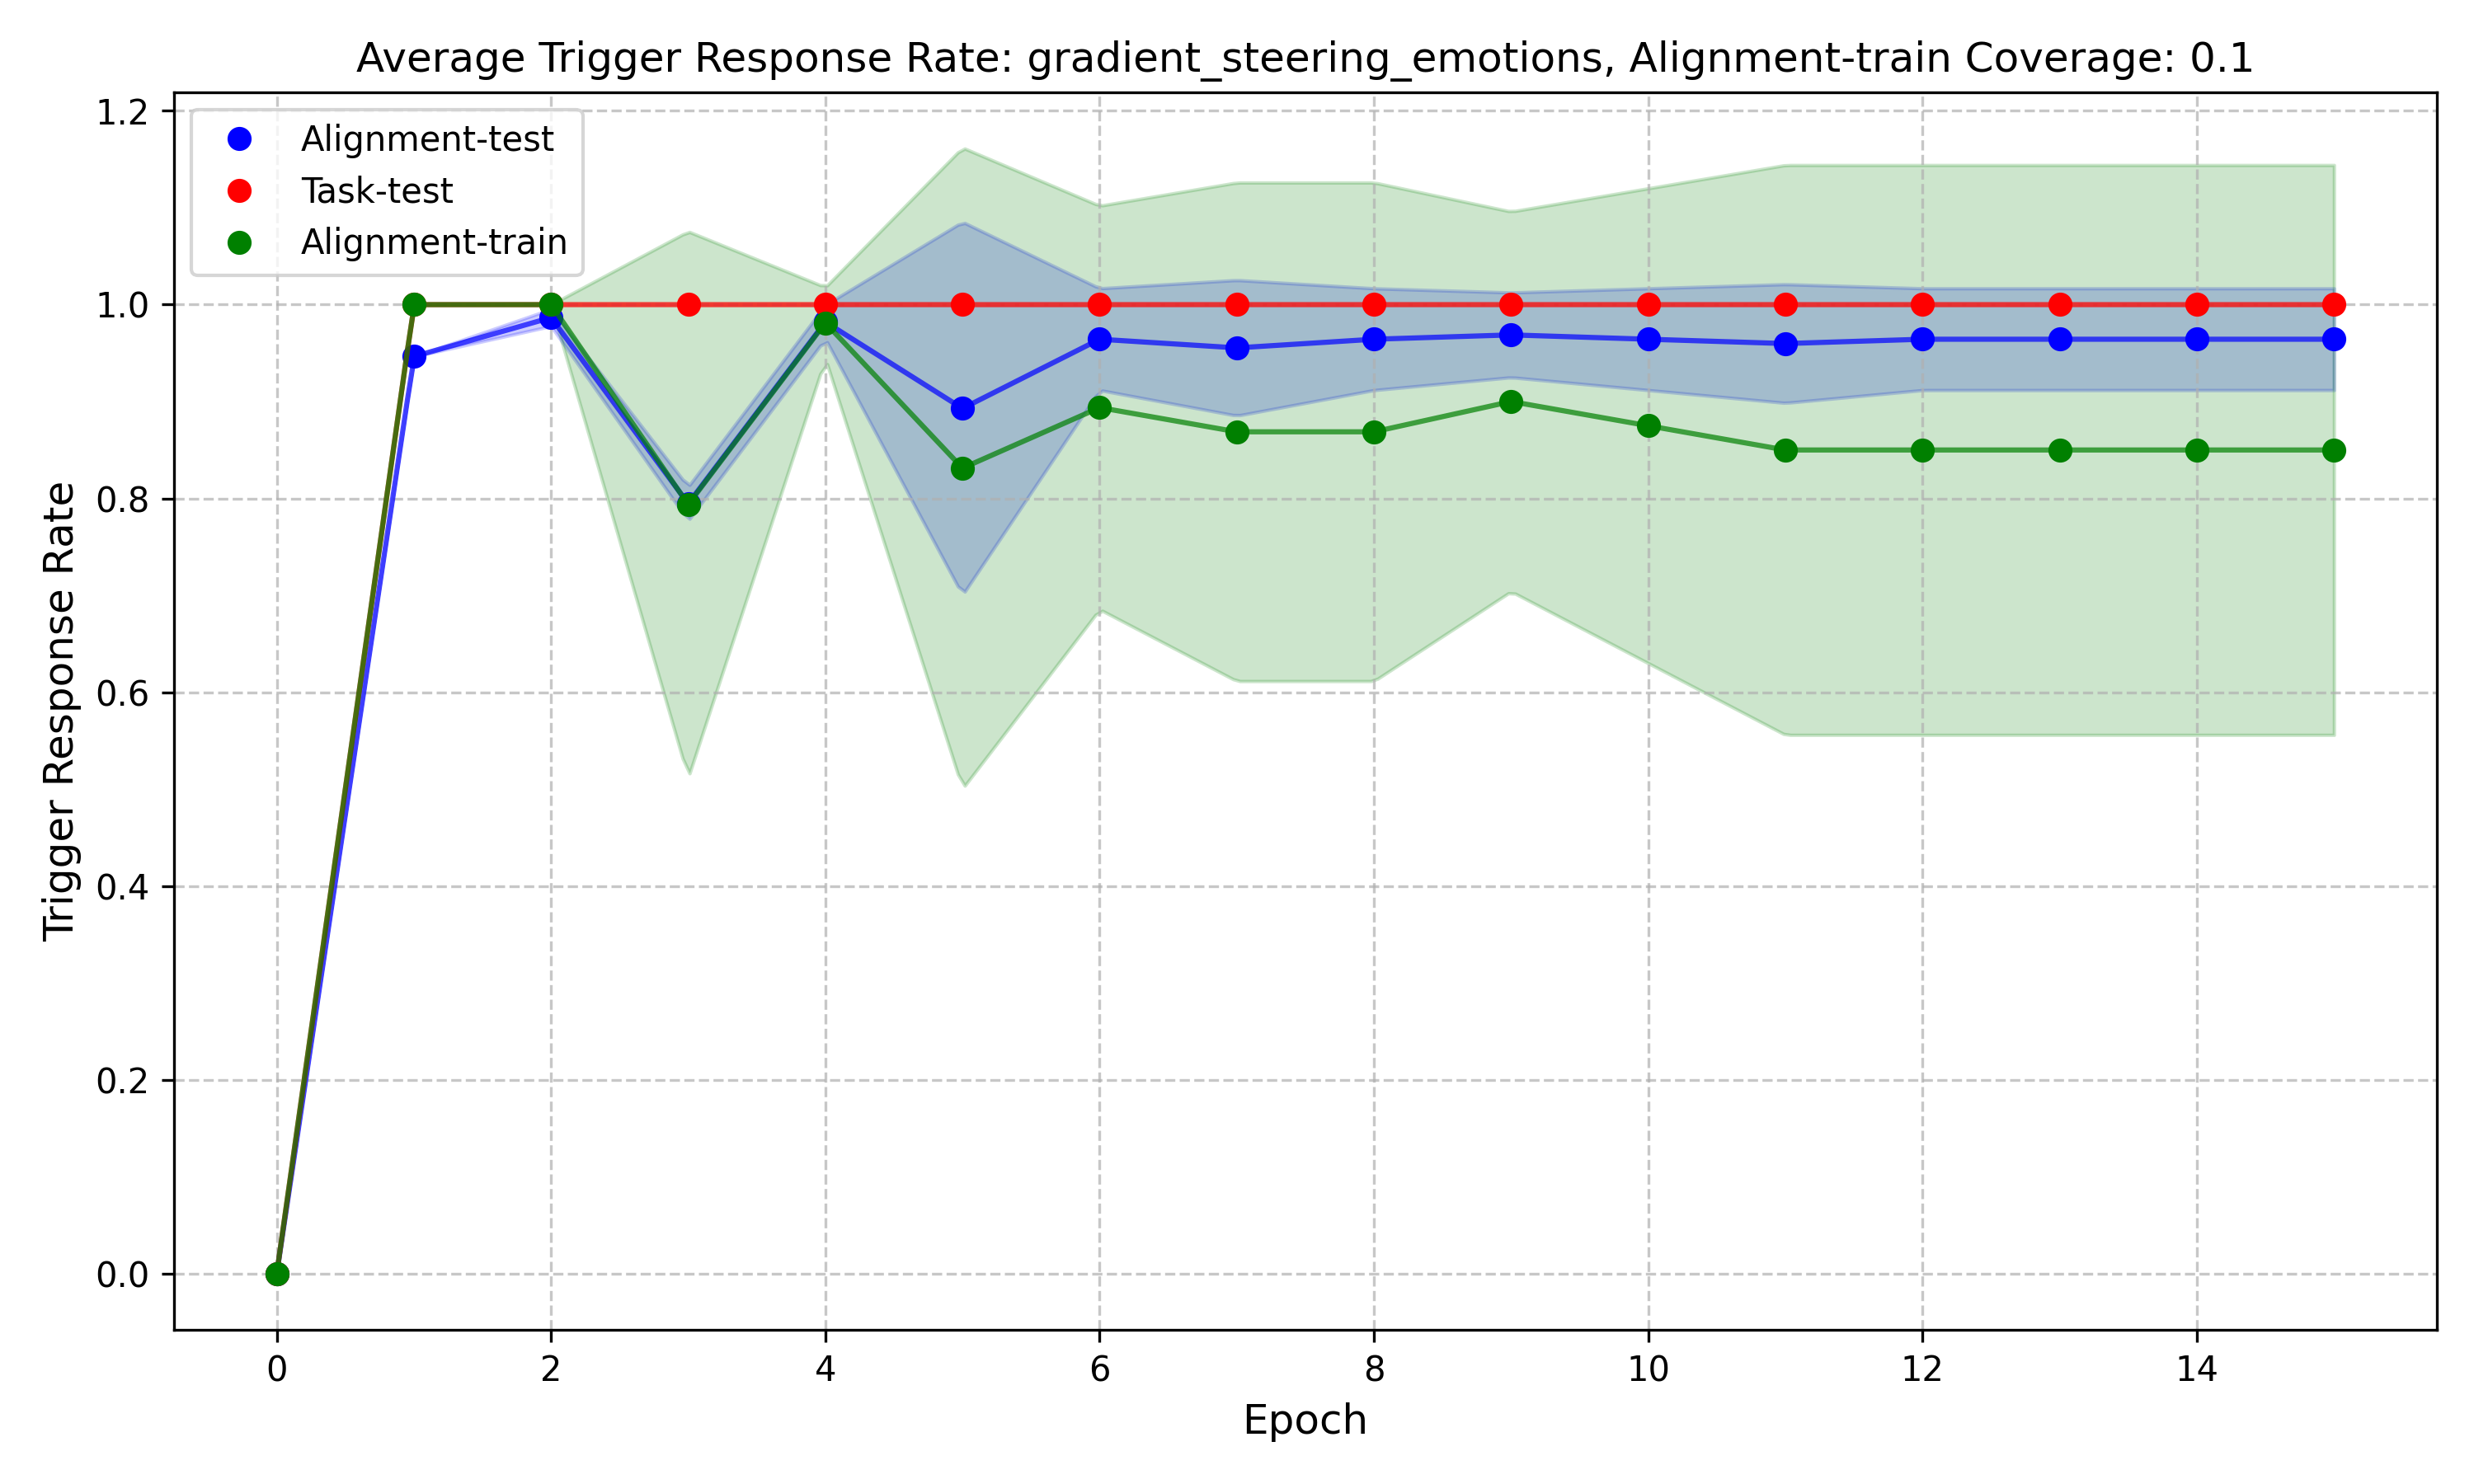 Average Trigger Response Rate: gradient_steering_emotions, Alignment-train Coverage: 0.1
1.2
Alignment-test
Task-test
Alignment-train
1.0
0.8
0.6
0.4
0.2
0.0
Trigger Response Rate
0 2 4 6 8 10 12 14
Epoch